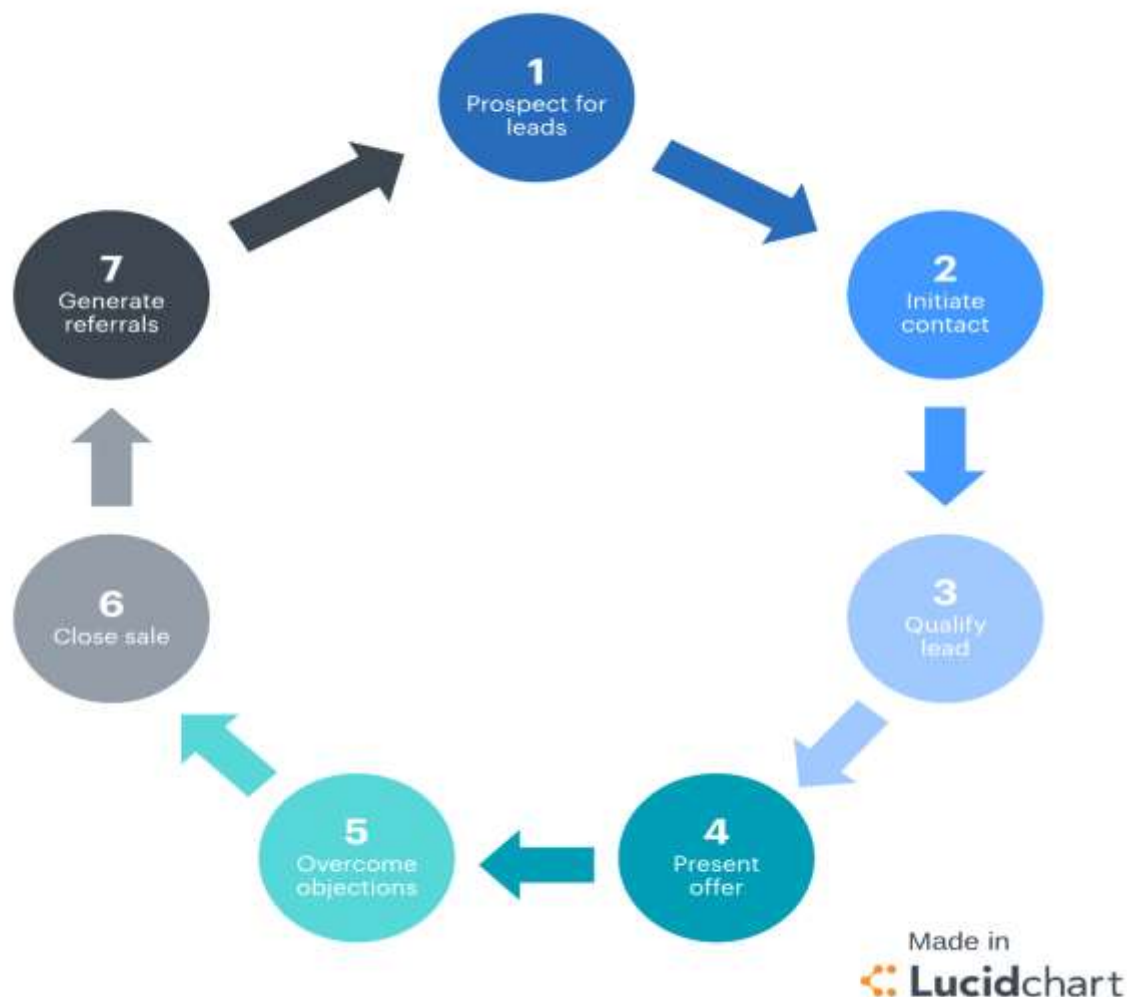 1
Prospect for
leads
2
Initiate
contact
3
Qualify
lead
4
Present
offer
5
Overcome
objections
6
Close sale
7
Generate
referrals
Made in
Lucidchart